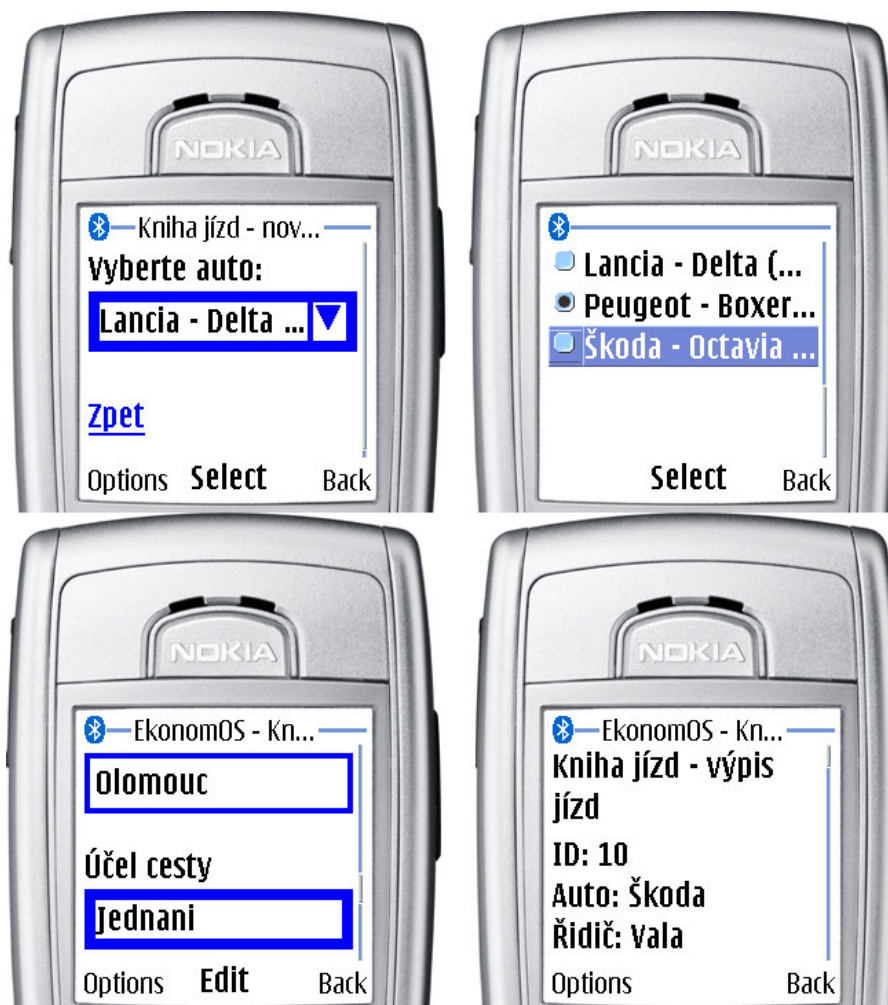 NOKIA
Kniha jízd - nov...
Vyberte auto:
Lancia - Delta ...
Zpet
Options Select Back
NOKIA
Lancia - Delta (...
Peugeot - Boxer...
Škoda - Octavia ...
Select Back
NOKIA
EkonomOS - Kn...
Olomouc
Účel cesty
Jednani
Options Edit Back
NOKIA
EkonomOS - Kn...
Kniha jízd - výpis
jízd
ID: 10
Auto: Škoda
Řidič: Vala
Options Back